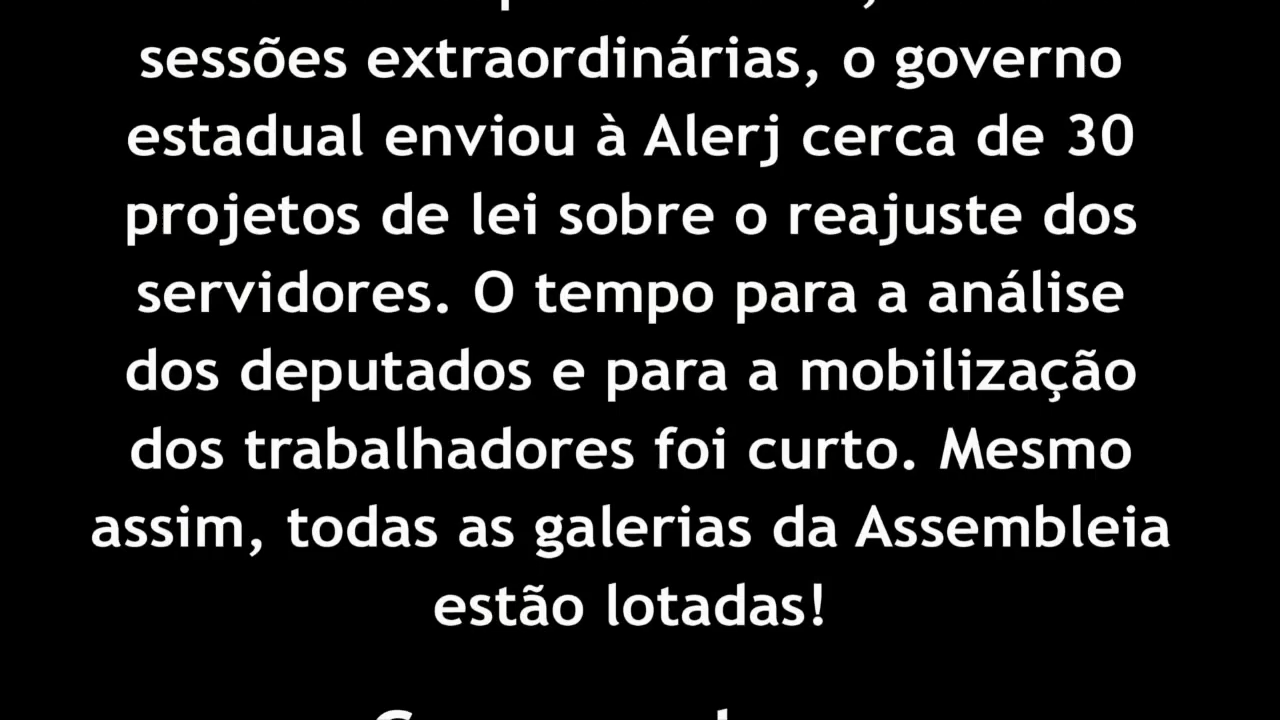 sessões extraordinárias, o governo
estadual enviou à Alerj cerca de 30
projetos de lei sobre o reajuste dos
servidores. O tempo para a análise
dos deputados e para a mobilização
dos trabalhadores foi curto. Mesmo
assim, todas as galerias da Assembleia
estão lotadas!